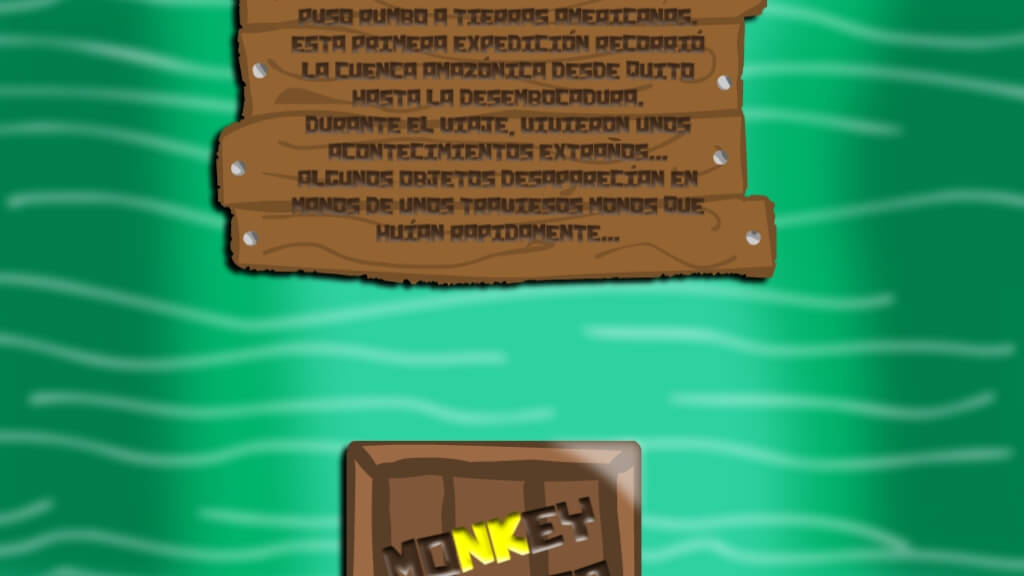 PUSO RUMBO A TIERRAS AMERICANAS.
ESTA PRIMERA EXPEDICIÓN RECORRIÓ
LA CUENCA AMAZÓNICA DESDE QUITO
HASTA LA DESEMBOCADURA.
DURANTE EL VIAJE, VIVIERON UNOS
ACONTECIMIENTOS EXTRAÑOS...
ALGUNOS OBJETOS DESAPARECÍAN EN
MANOS DE UNOS TRAVIESOS MONOS QUE
HUÍAN RAPIDAMENTE...
MONKEY